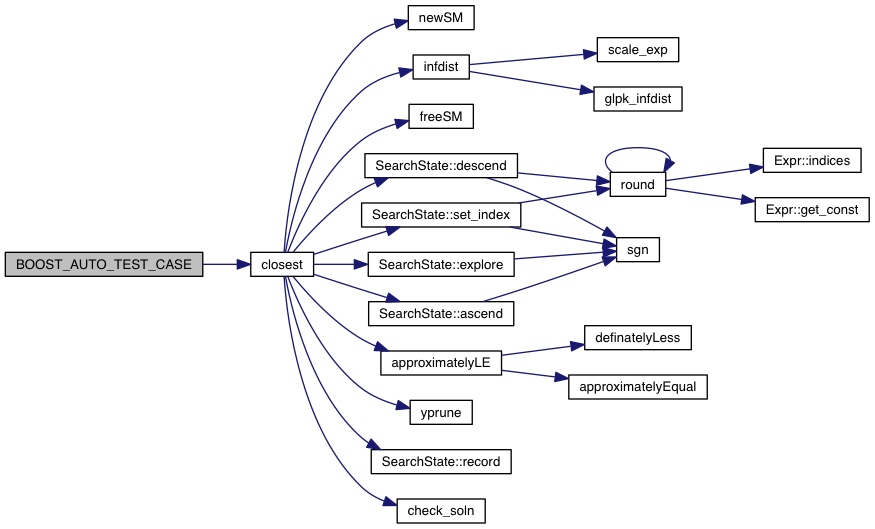 BOOST_AUTO_TEST_CASE
closest
newSM
infdist
scale_exp
glpk_infdist
freeSM
SearchState::descend
round
Expr::indices
Expr::get_const
SearchState::set_index
sgn
SearchState::explore
SearchState::ascend
approximatelyLE
definatelyLess
approximatelyEqual
yprune
SearchState::record
check_soln